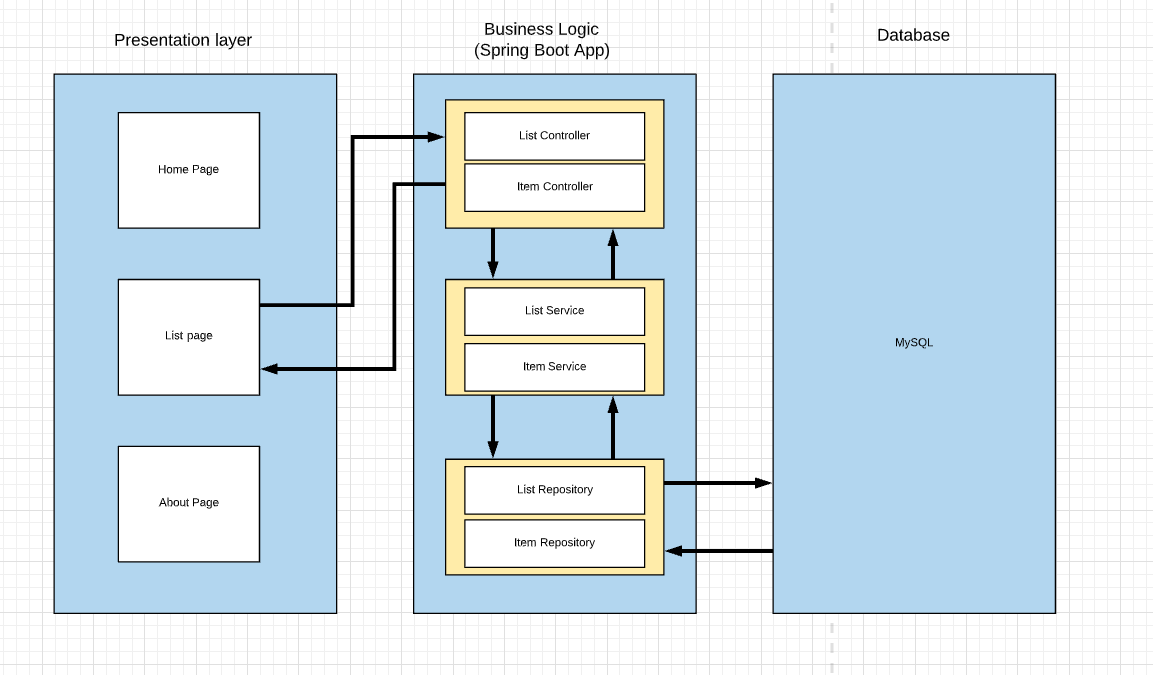 Presentation layer
Business Logic
(Spring Boot App)
Database
Home Page
List page
About Page
List Controller
Item Controller
List Service
Item Service
List Repository
Item Repository
MySQL